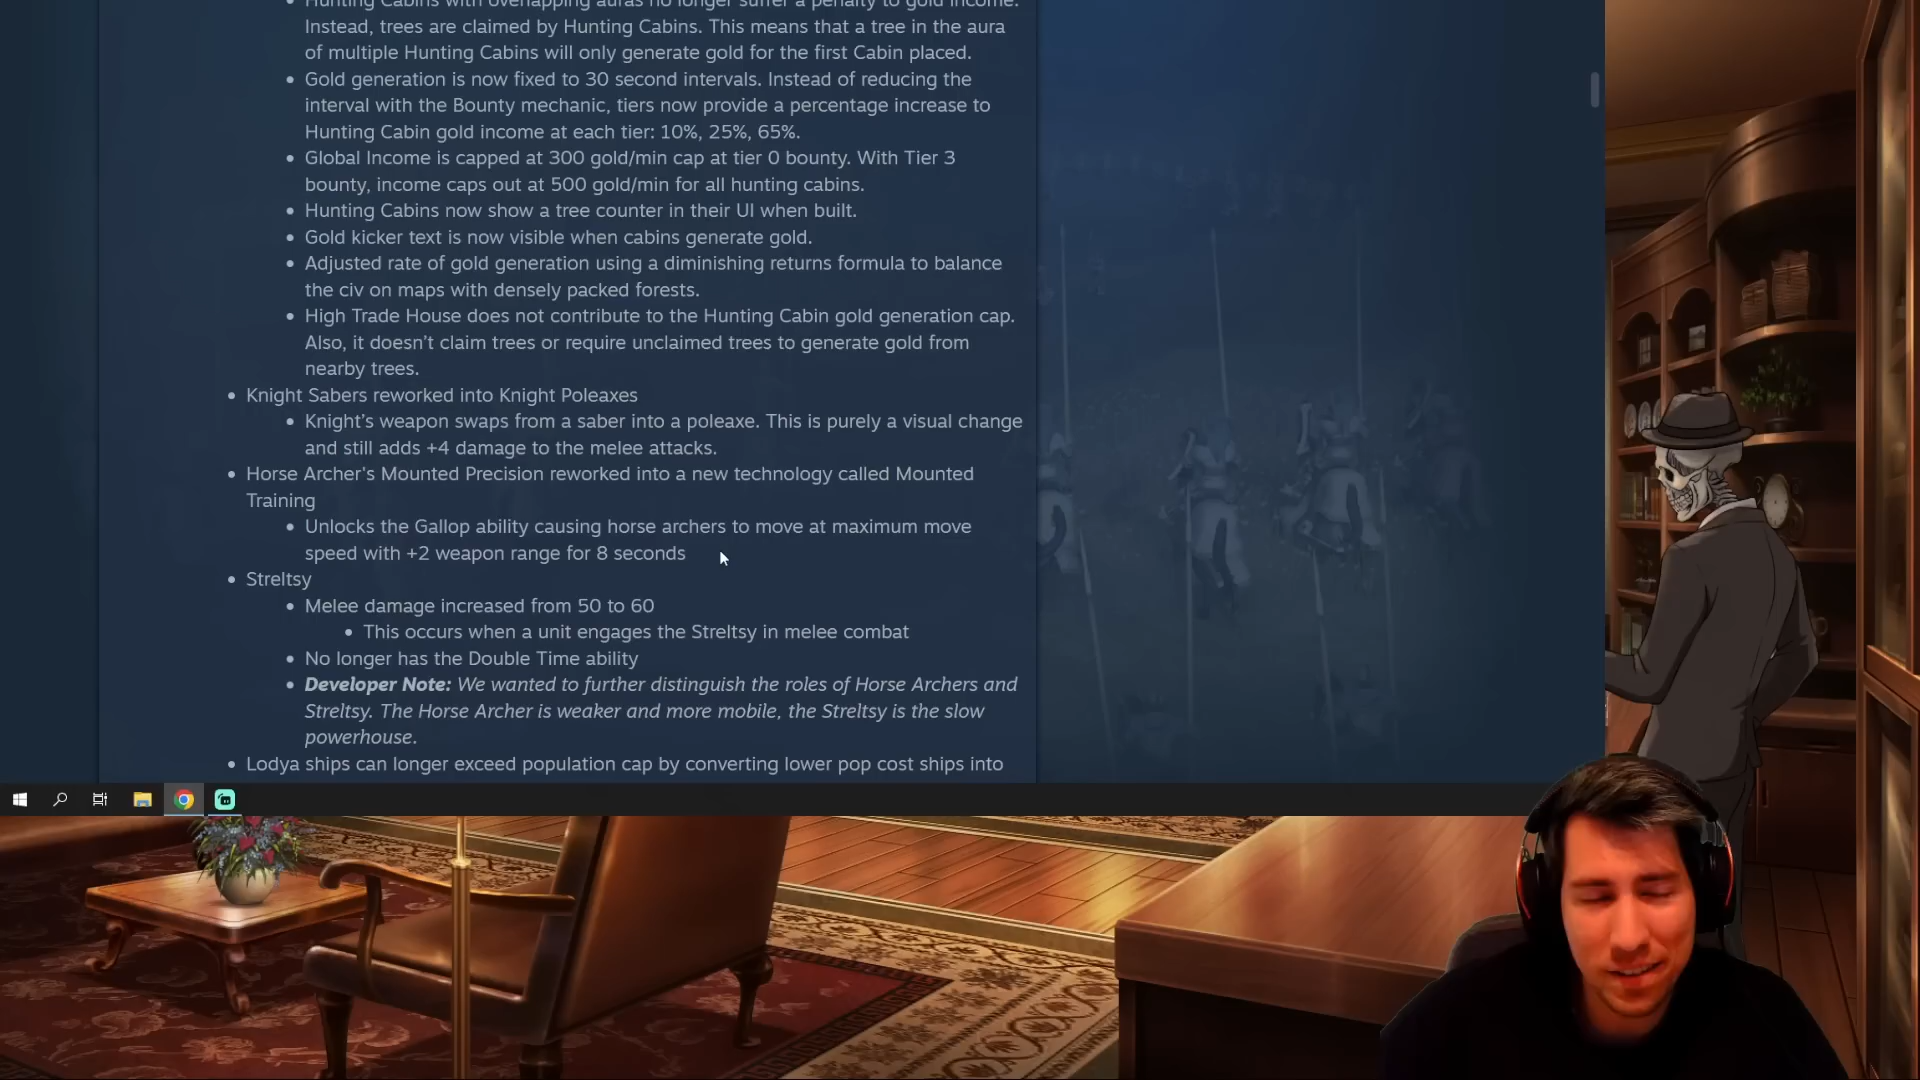 Hunting Cabins with overlapping auras no longer suffer a penalty to gold income.
Instead, trees are claimed by Hunting Cabins. This means that a tree in the aura
of multiple Hunting Cabins will only generate gold for the first Cabin placed.
Gold generation is now fixed to 30 second intervals. Instead of reducing the
interval with the Bounty mechanic, tiers now provide a percentage increase to
Hunting Cabin gold income at each tier: 10%, 25%, 65%.
Global Income is capped at 300 gold/min cap at tier 0 bounty. With Tier 3
bounty, income caps out at 500 gold/min for all hunting cabins.
Hunting Cabins now show a tree counter in their UI when built.
Gold kicker text is now visible when cabins generate gold.
Adjusted rate of gold generation using a diminishing returns formula to balance
the civ on maps with densely packed forests.
High Trade House does not contribute to the Hunting Cabin gold generation cap.
Also, it doesn't claim trees or require unclaimed trees to generate gold from
nearby trees.
Knight Sabers reworked into Knight Poleaxes
Knight's weapon swaps from a saber into a poleaxe. This is purely a visual change
and still adds +4 damage to the melee attacks.
Horse Archer's Mounted Precision reworked into a new technology called Mounted
Training
Unlocks the Gallop ability causing horse archers to move at maximum move
speed with +2 weapon range for 8 seconds
Streltsy
Melee damage increased from 50 to 60
This occurs when a unit engages the Streltsy in melee combat
No longer has the Double Time ability
Developer Note: We wanted to further distinguish the roles of Horse Archers and
Streltsy. The Horse Archer is weaker and more mobile, the Streltsy is the slow
powerhouse.
Lodya ships can longer exceed population cap by converting lower pop cost ships into